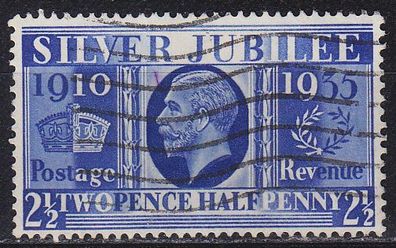 SILVER JUBILEE
1910 1935
Postage Revenue
2½ TWOPENCE HALFPENNY 2½